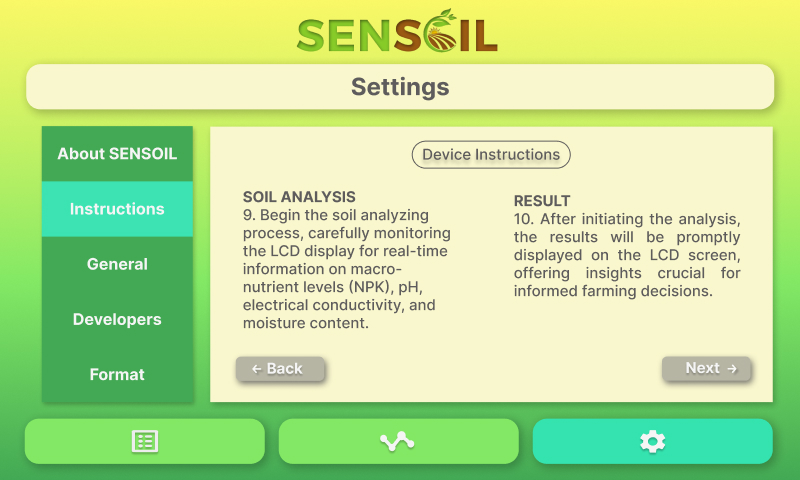 SENSOIL
Settings
About SENSOIL
Instructions
General
Developers
Format
Device Instructions
SOIL ANALYSIS
9. Begin the soil analyzing
process, carefully monitoring
the LCD display for real-time
information on macro-
nutrient levels (NPK), pH,
electrical conductivity, and
moisture content.
RESULT
10. After initiating the analysis,
the results will be promptly
displayed on the LCD screen,
offering insights crucial for
informed farming decisions.
← Back
Next →